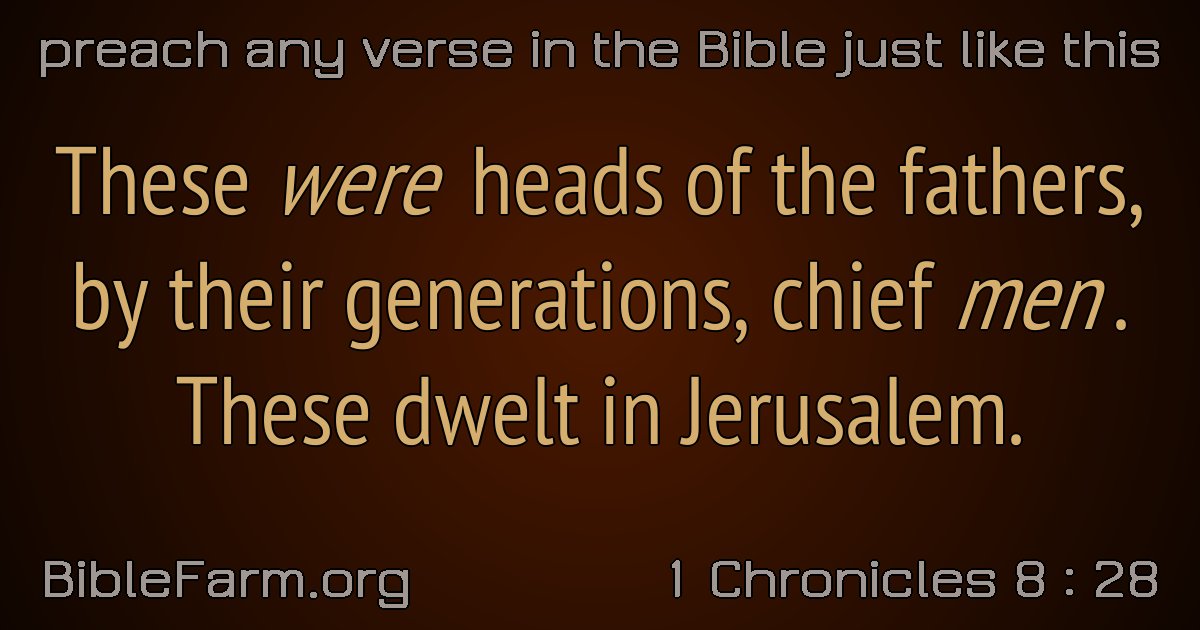 preach any verse in the Bible just like this
These were heads of the fathers,
by their generations, chief men.
These dwelt in Jerusalem.
BibleFarm.org
1 Chronicles 8 : 28